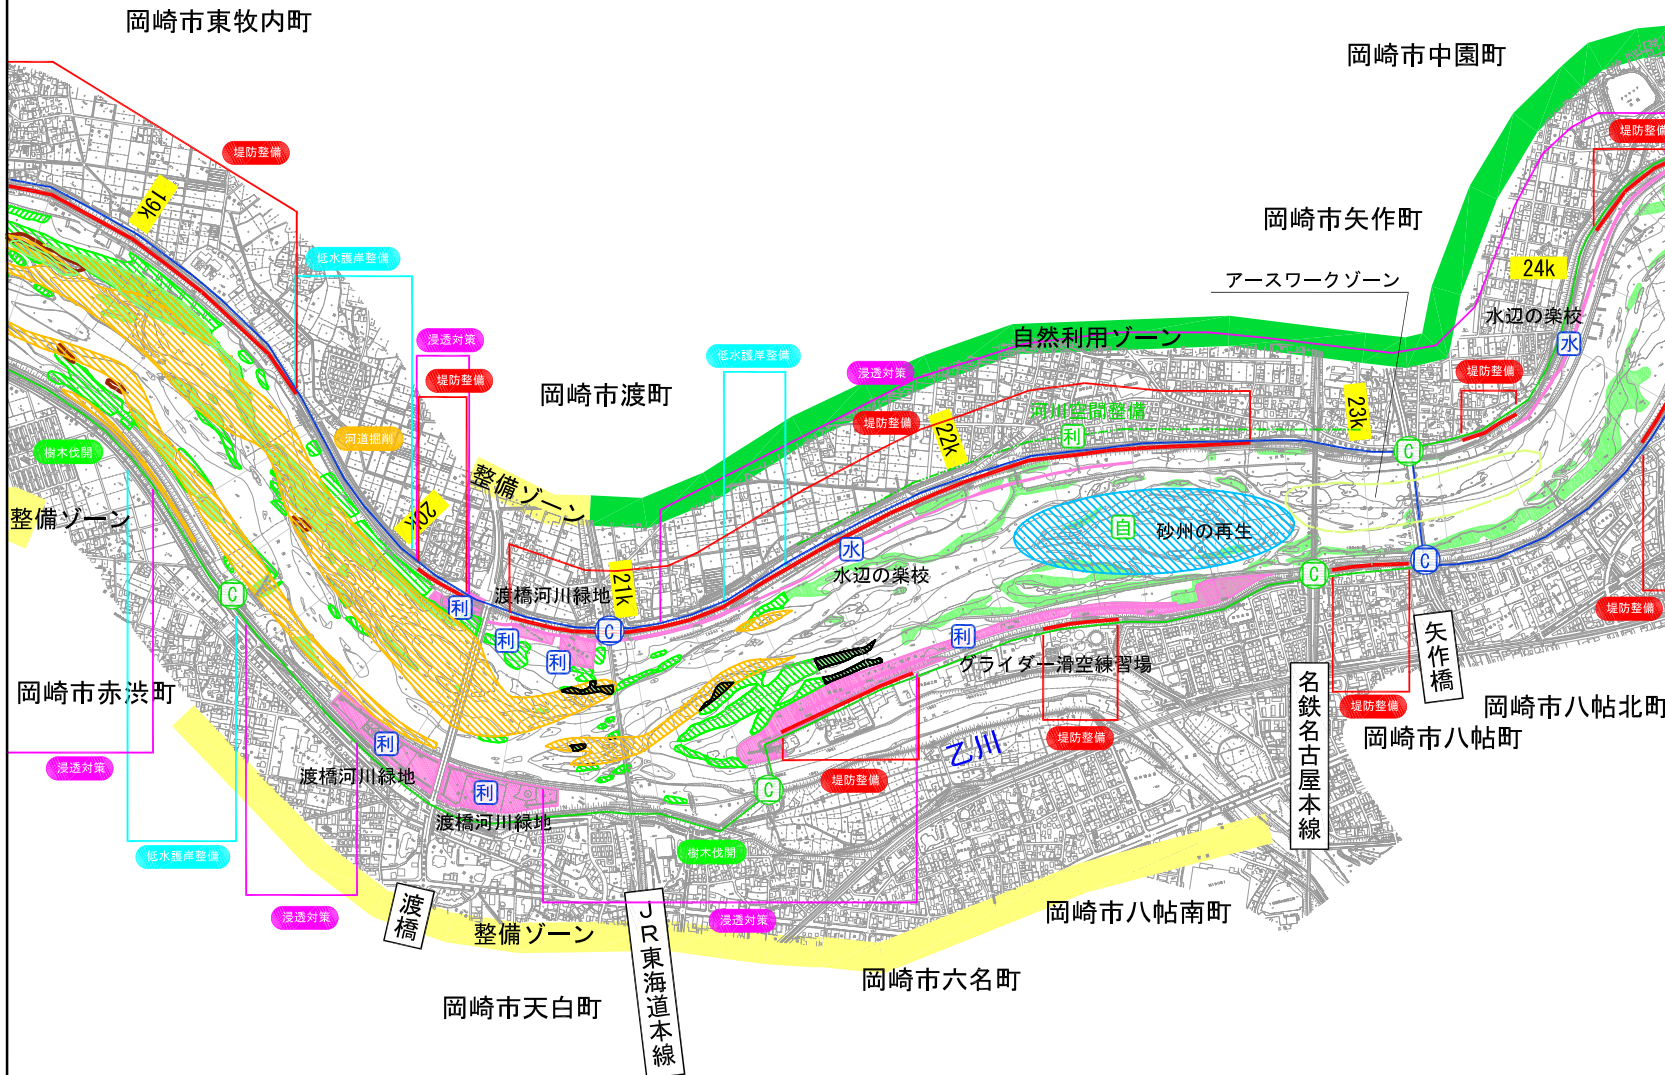 岡崎市東牧内町
岡崎市中園町
堤防整備
堤防整備
19k
岡崎市矢作町
低水護岸整備
24k
アースワークゾーン
水辺の楽校
水
自然利用ゾーン
浸透対策
低水護岸整備
浸透対策
堤防整備
堤防整備
岡崎市渡町
河川空間整備
23k
堤防整備
22k
利
河道掘削
樹木伐開
C
整備ゾーン
整備ゾーン
20k
自
砂州の再生
水
水辺の楽校
C
C
21k
渡橋河川緑地
C
利
堤防整備
利
C
利
利
グライダー滑空練習場
矢作橋
岡崎市赤渋町
名鉄名古屋本線
堤防整備
岡崎市八帖北町
岡崎市八帖町
利
乙川
堤防整備
浸透対策
渡橋河川緑地
堤防整備
利
C
渡橋河川緑地
低水護岸整備
樹木伐開
渡橋
浸透対策
浸透対策
岡崎市八帖南町
整備ゾーン
JR東海道本線
岡崎市六名町
岡崎市天白町